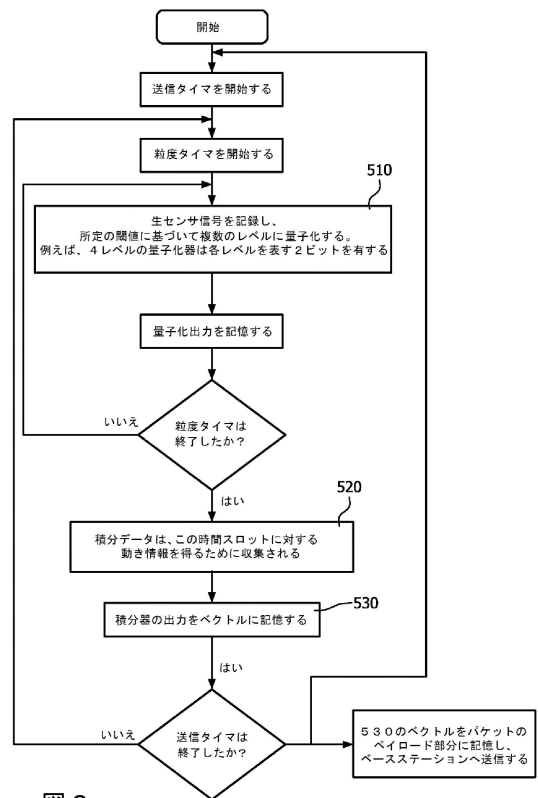 開始
送信タイマを開始する
粒度タイマを開始する
510
生センサ信号を記録し、
所定の閾値に基づいて複数のレベルに量子化する。
例えば、4レベルの量子化器は各レベルを表す2ビットを有する
量子化出力を記憶する
いいえ
粒度タイマは
終了したか？
はい
520
積分データは、この時間スロットに対する
動き情報を得るために収集される
530
積分器の出力をベクトルに記憶する
はい
いいえ
送信タイマは
終了したか？
530のベクトルをパケットの
ペイロード部分に記憶し、
ベースステーションへ送信する